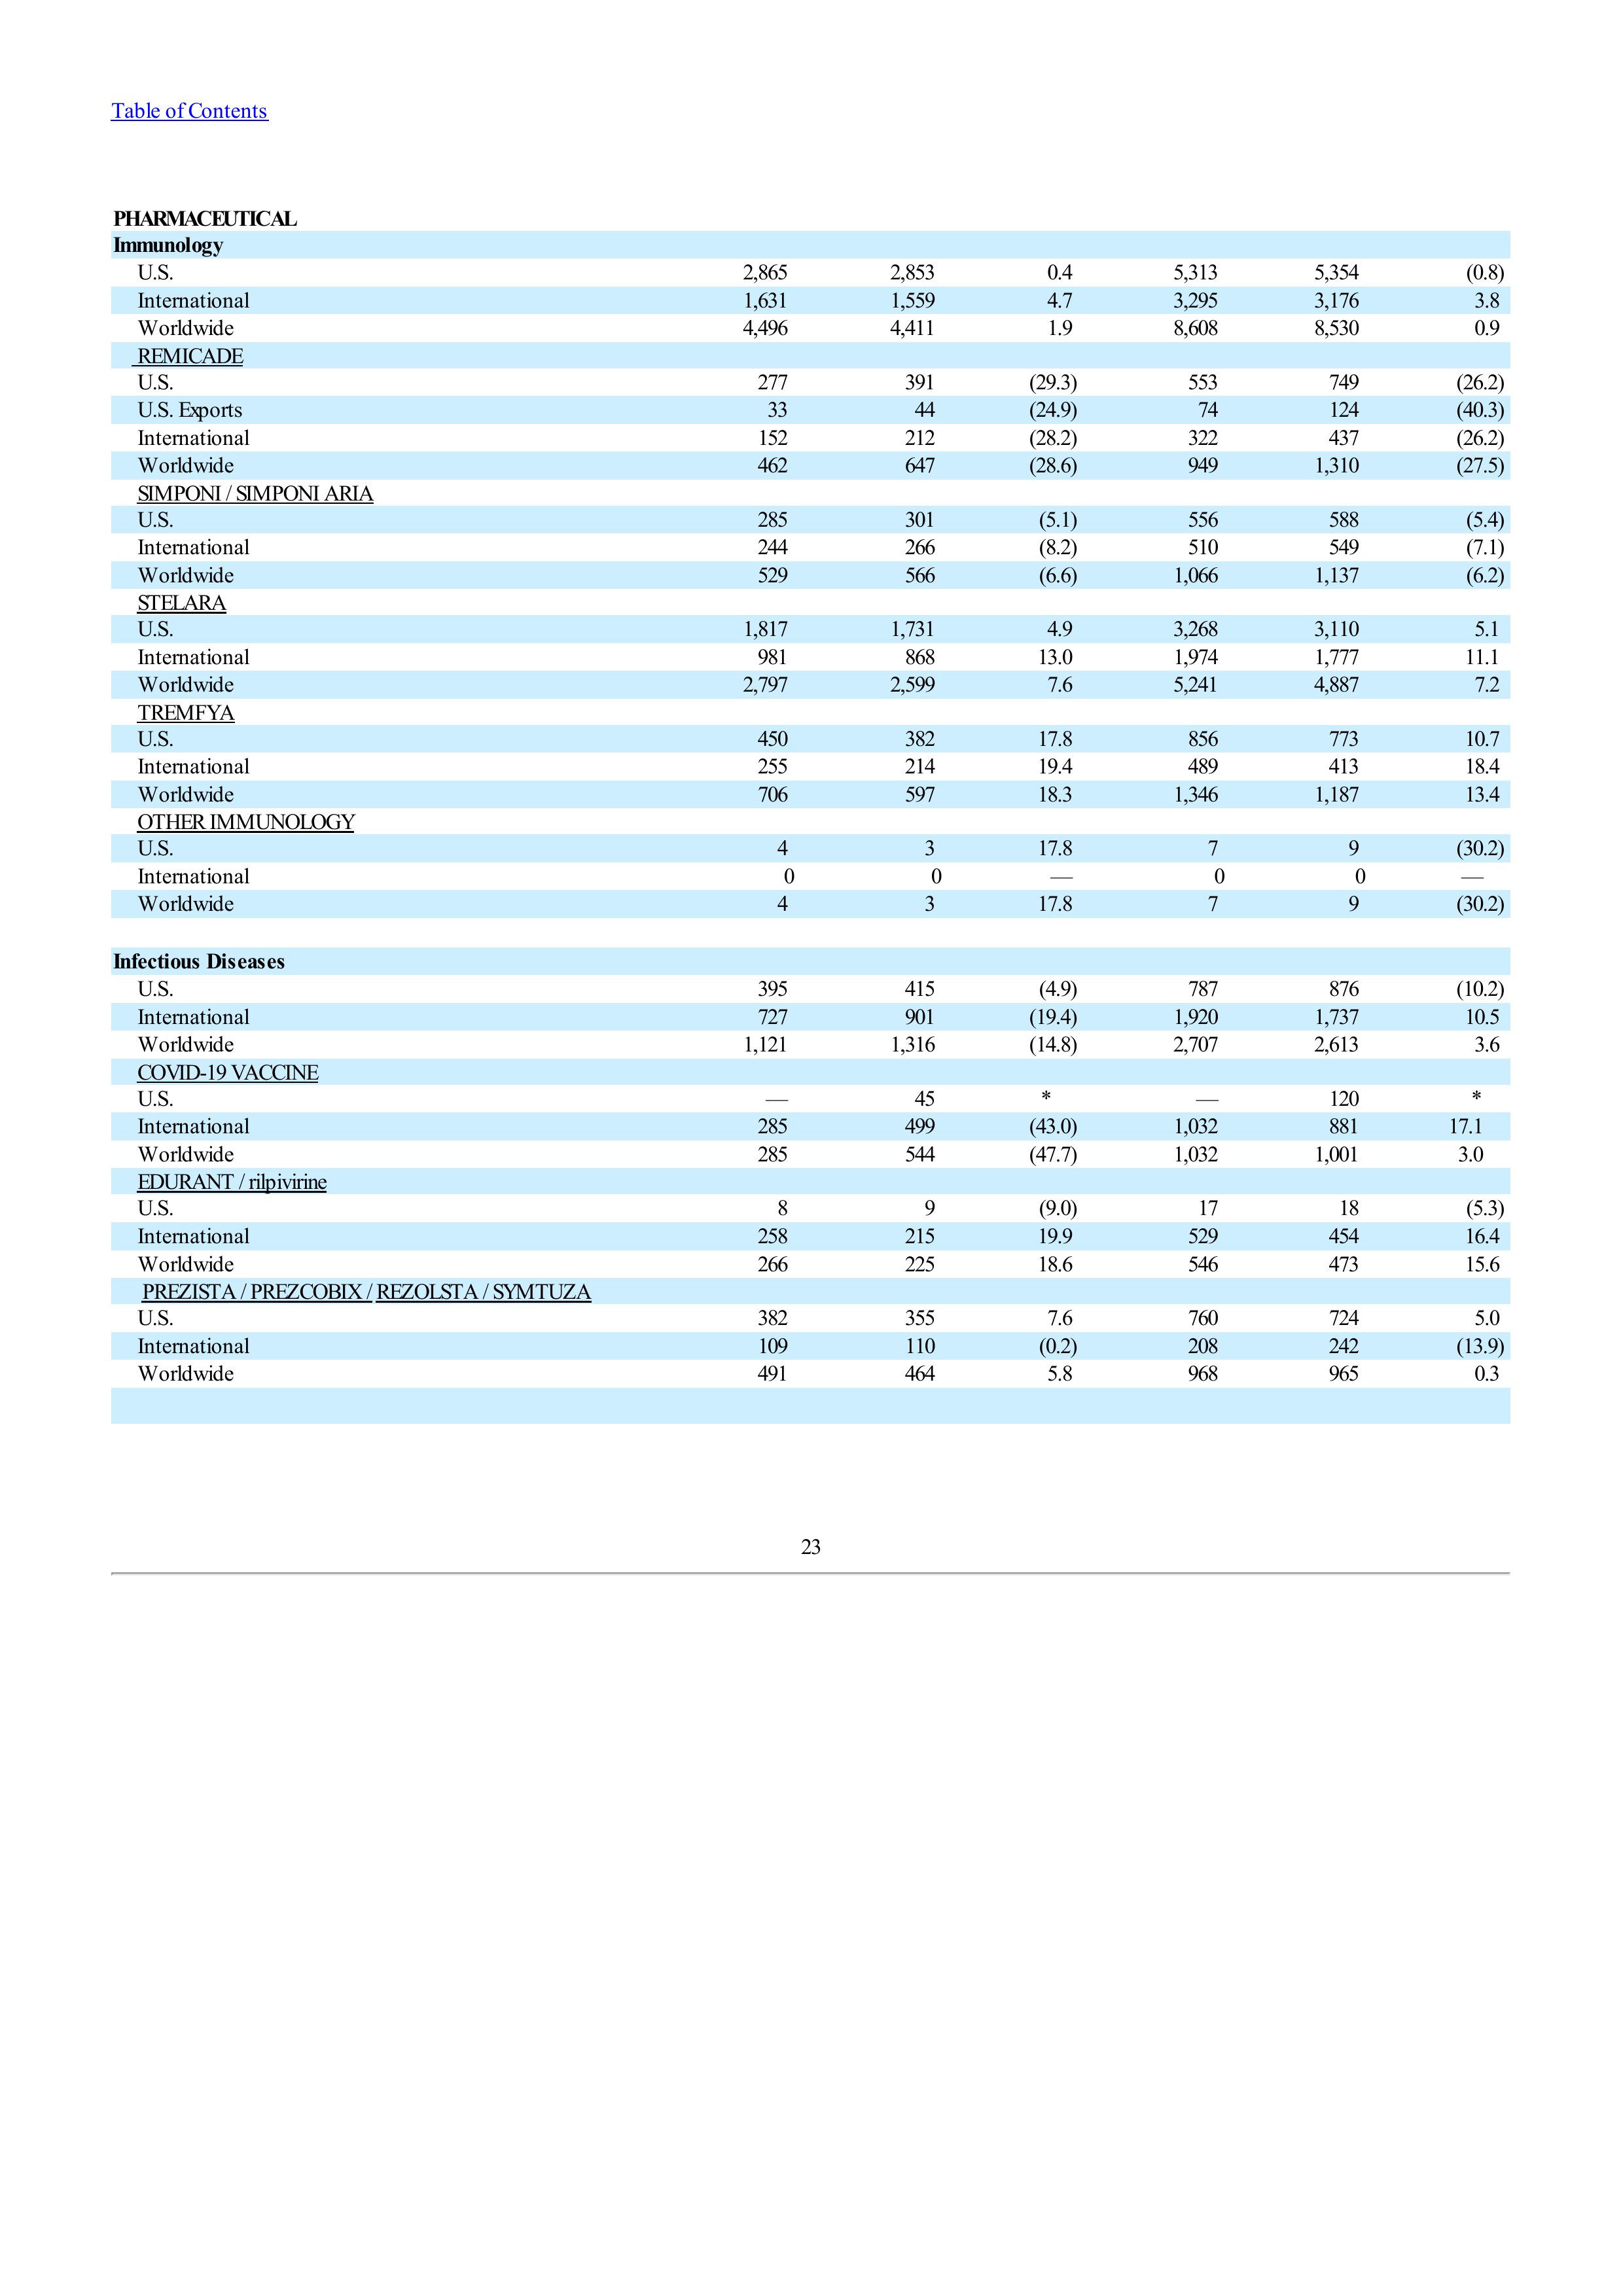 Table of Contents
PHARMACEUTICAL
Immunology
U.S. 2,865 2,853 0.4 5,313 5,354 (0.8)
International 1,631 1,559 4.7 3,295 3,176 3.8
Worldwide 4,496 4,411 1.9 8,608 8,530 0.9
REMICADE
U.S. 277 391 (29.3) 553 749 (26.2)
U.S. Exports 33 44 (24.9) 74 124 (40.3)
International 152 212 (28.2) 322 437 (26.2)
Worldwide 462 647 (28.6) 949 1,310 (27.5)
SIMPONI / SIMPONI ARIA
U.S. 285 301 (5.1) 556 588 (5.4)
International 244 266 (8.2) 510 549 (7.1)
Worldwide 529 566 (6.6) 1,066 1,137 (6.2)
STELARA
U.S. 1,817 1,731 4.9 3,268 3,110 5.1
International 981 868 13.0 1,974 1,777 11.1
Worldwide 2,797 2,599 7.6 5,241 4,887 7.2
TREMFYA
U.S. 450 382 17.8 856 773 10.7
International 255 214 19.4 489 413 18.4
Worldwide 706 597 18.3 1,346 1,187 13.4
OTHER IMMUNOLOGY
U.S. 4 3 17.8 7 9 (30.2)
International 0 0 — 0 0 —
Worldwide 4 3 17.8 7 9 (30.2)
Infectious Diseases
U.S. 395 415 (4.9) 787 876 (10.2)
International 727 901 (19.4) 1,920 1,737 10.5
Worldwide 1,121 1,316 (14.8) 2,707 2,613 3.6
COVID-19 VACCINE
U.S. — 45 * — 120 *
International 285 499 (43.0) 1,032 881 17.1
Worldwide 285 544 (47.7) 1,032 1,001 3.0
EDURANT / rilpivirine
U.S. 8 9 (9.0) 17 18 (5.3)
International 258 215 19.9 529 454 16.4
Worldwide 266 225 18.6 546 473 15.6
PREZISTA / PREZCOBIX / REZOLSTA / SYMTUZA
U.S. 382 355 7.6 760 724 5.0
International 109 110 (0.2) 208 242 (13.9)
Worldwide 491 464 5.8 968 965 0.3
23